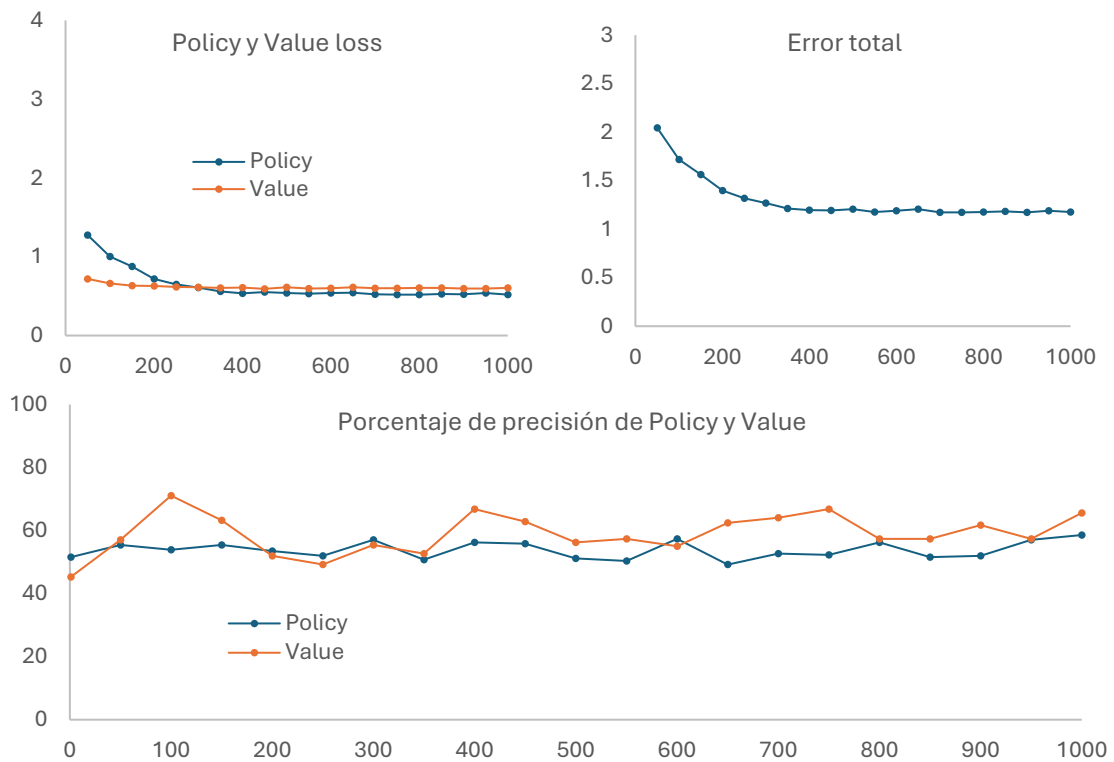 Policy y Value loss
4
3
2
1
0
Policy
Value
0 200 400 600 800 1000
Error total
3
2.5
2
1.5
1
0.5
0
0 200 400 600 800 1000
Porcentaje de precisión de Policy y Value
100
80
60
40
20
0
Policy
Value
0 100 200 300 400 500 600 700 800 900 1000